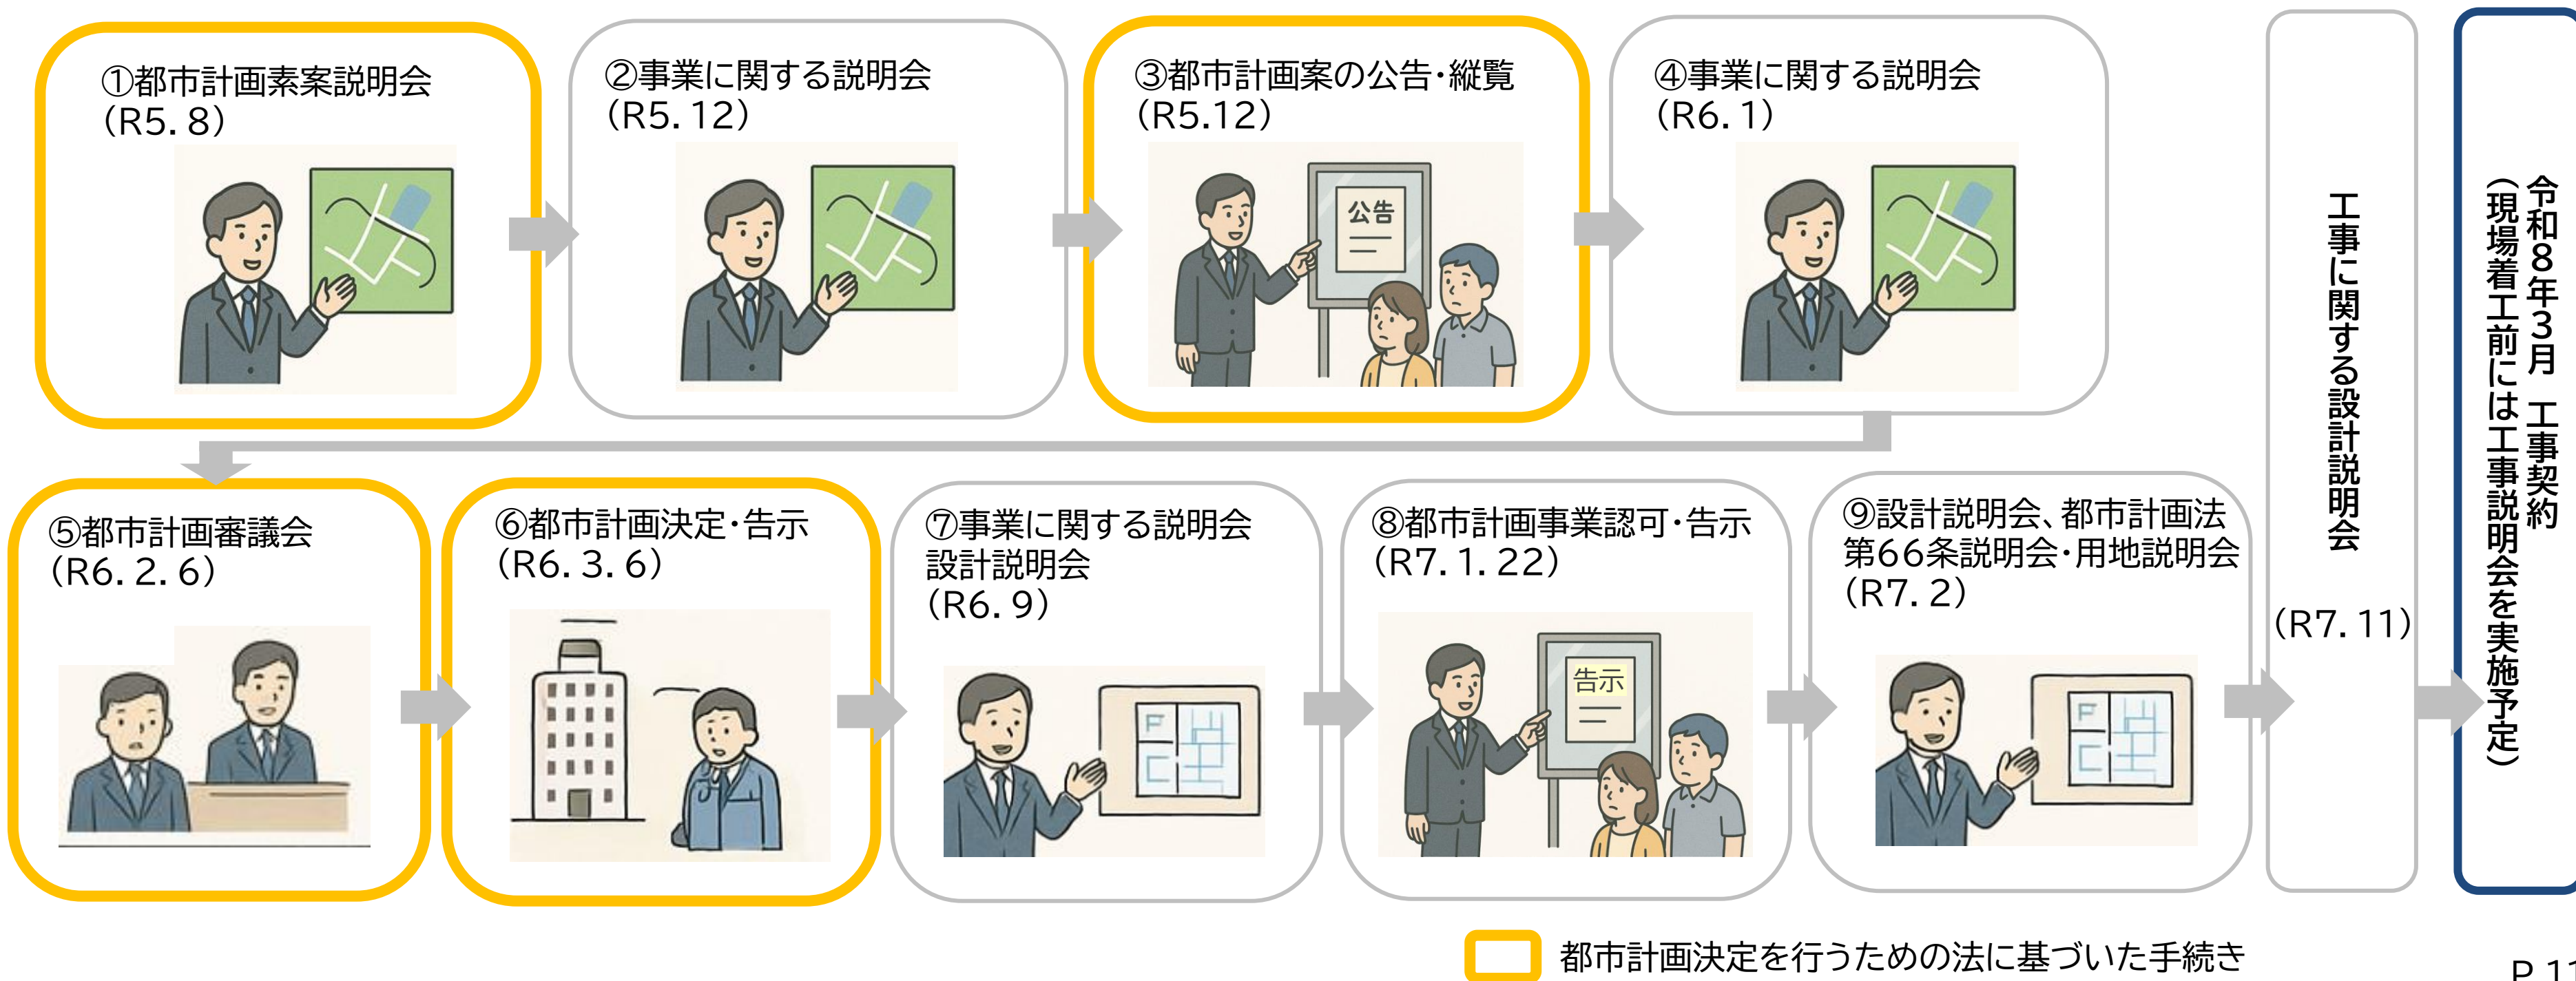 ①都市計画素案説明会
(R5.8)
②事業に関する説明会
(R5.12)
③都市計画案の公告・縦覧
(R5.12)
公告
④事業に関する説明会
(R6.1)
⑤都市計画審議会
(R6.2.6)
⑥都市計画決定・告示
(R6.3.6)
⑦事業に関する説明会
設計説明会
(R6.9)
⑧都市計画事業認可・告示
(R7.1.22)
告示
⑨設計説明会、都市計画法
第66条説明会・用地説明会
(R7.2)
工事に関する設計説明会
(R7.11)
令和8年3月 工事契約
(現場着工前には工事説明会を実施予定)
都市計画決定を行うための法に基づいた手続き
P.11